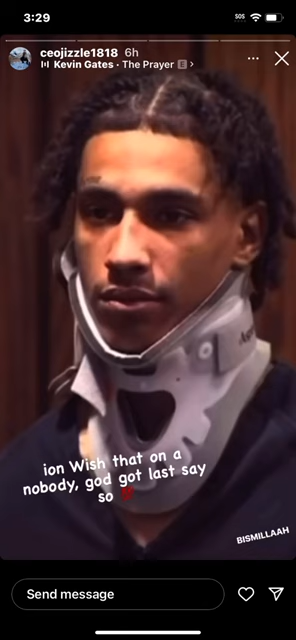 3:29
SOS
ceojizzle1818 6h
Kevin Gates · The Prayer E >
ion Wish that on a
nobody, god got last say
so
BISMILLAAH
Send message